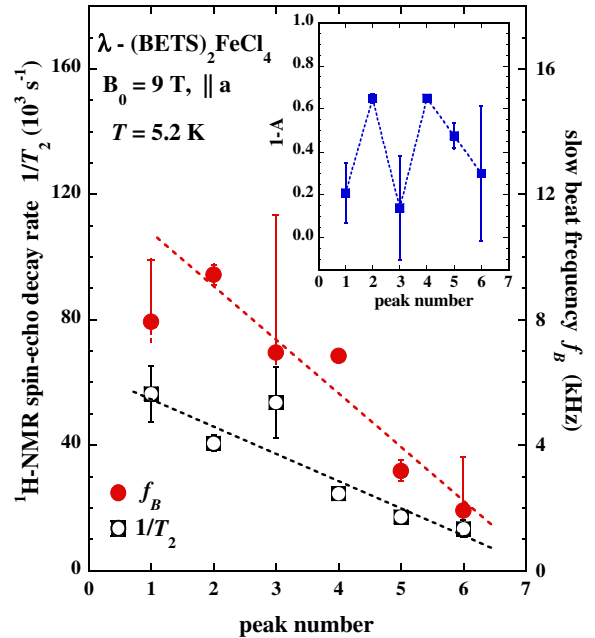 λ - (BETS)₂FeCl₄
B₀ = 9 T, || a
T = 5.2 K
¹H-NMR spin-echo decay rate 1/T₂ (10³ s⁻¹)
160
120
80
40
0
0 1 2 3 4 5 6 7
peak number
f_B
1/T₂
1-A
1.0
0.8
0.6
0.4
0.2
0.0
0 1 2 3 4 5 6 7
peak number
16
12
8
4
0
slow beat frequency f_B (kHz)